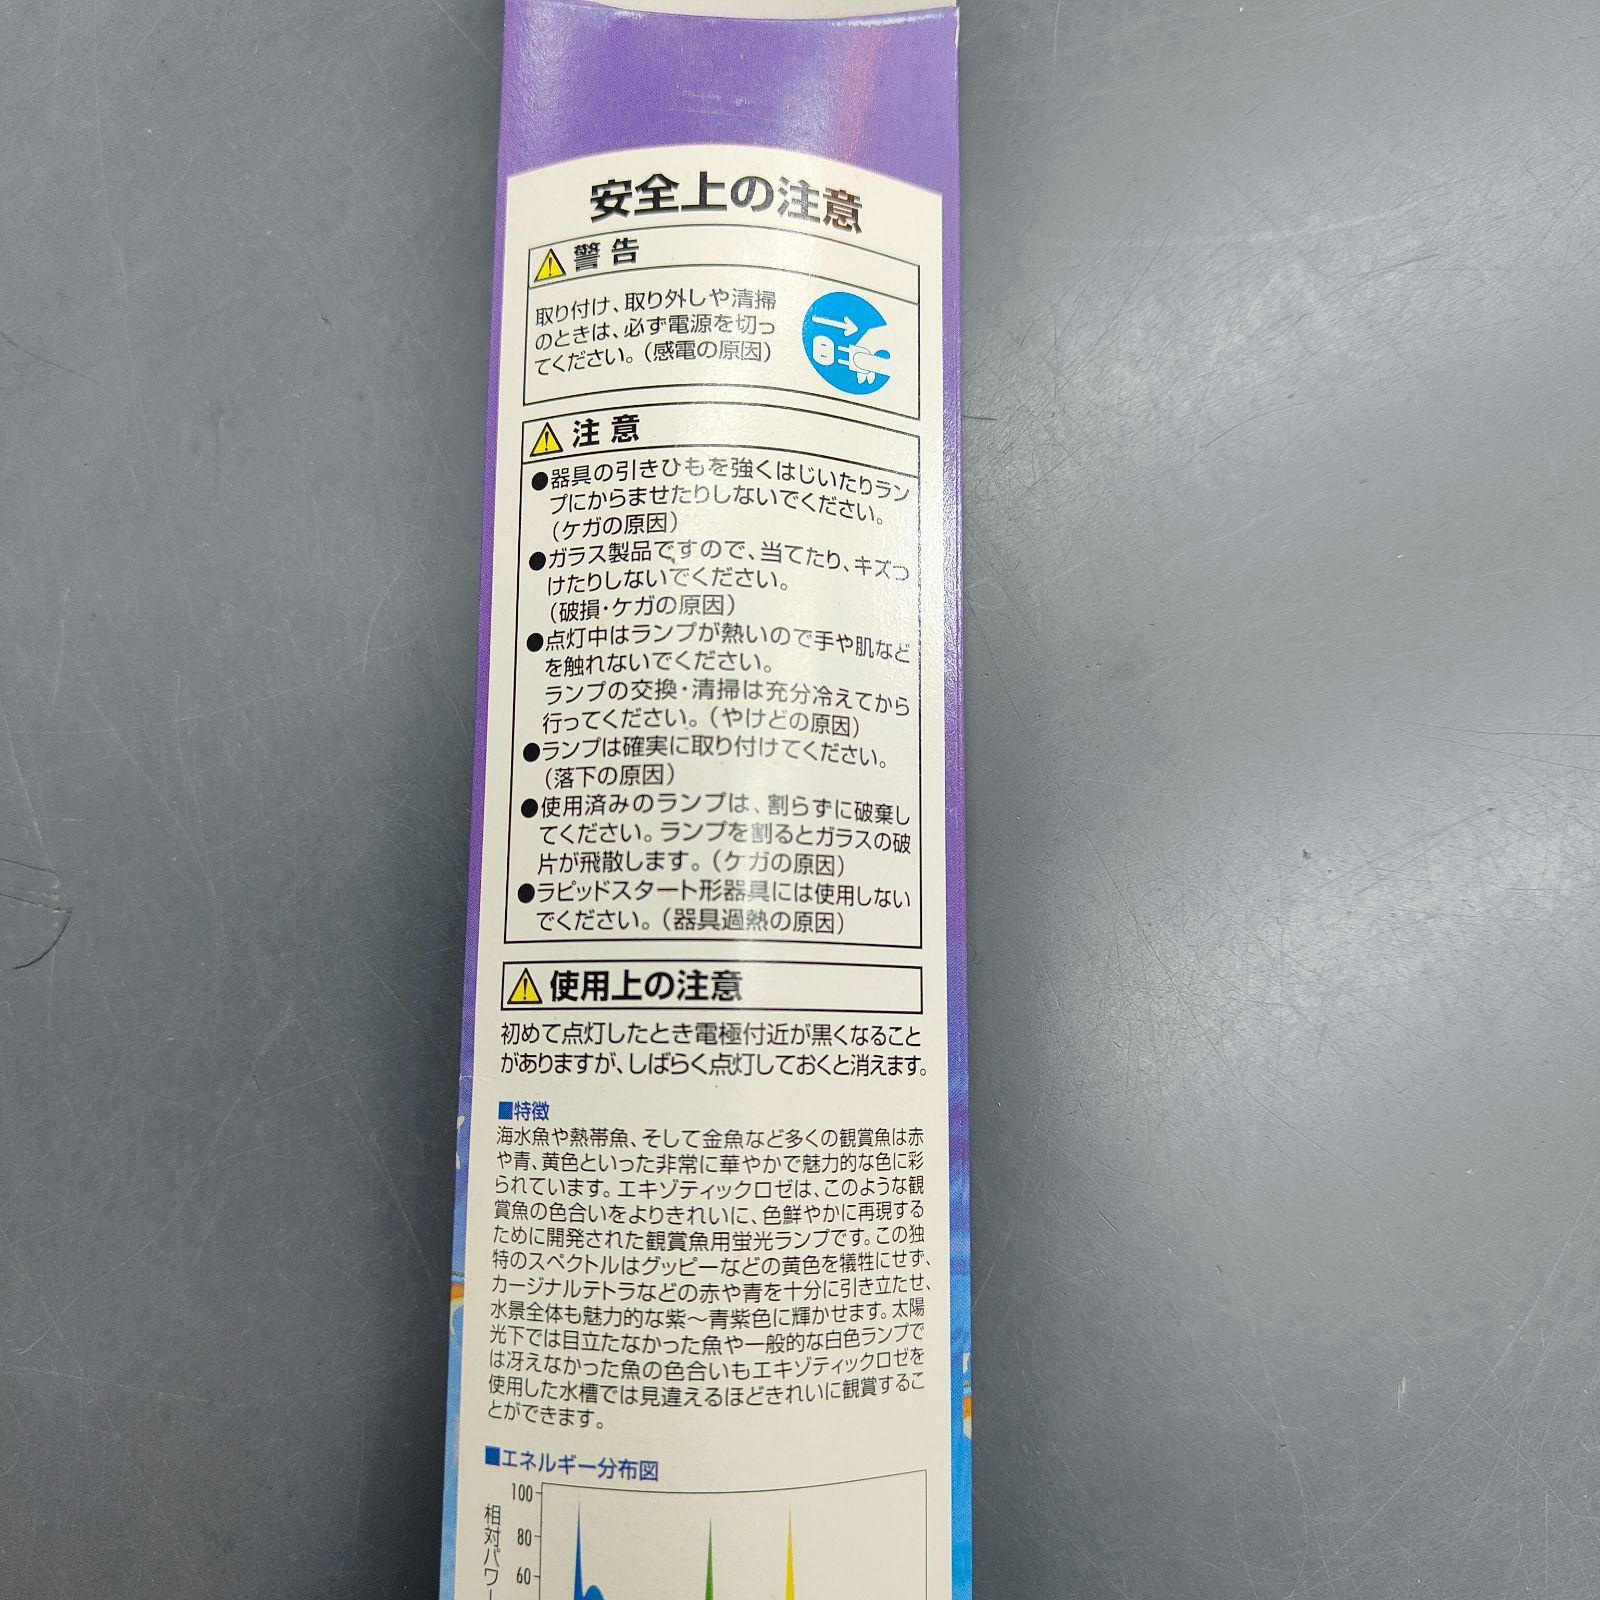 安全上の注意
警告
取り付け、取り外しや清掃
のときは、必ず電源を切っ
てください。（感電の原因）
注意
●器具の引きひもを強くはじいたりラン
プにからませたりしないでください。
（ケガの原因）
●ガラス製品ですので、当てたり、キズつ
けたりしないでください。
（破損・ケガの原因）
●点灯中はランプが熱いので手や肌など
を触れないでください。
ランプの交換・清掃は充分冷えてから
行ってください。（やけどの原因）
●ランプは確実に取り付けてください。
（落下の原因）
●使用済みのランプは、割らずに破棄し
てください。ランプを割るとガラスの破
片が飛散します。（ケガの原因）
●ラピッドスタート形器具には使用しない
でください。（器具過熱の原因）
使用上の注意
初めて点灯したとき電極付近が黒くなること
がありますが、しばらく点灯しておくと消えます。
■特徴
海水魚や熱帯魚、そして金魚など多くの観賞魚は赤
や青、黄色といった非常に華やかで魅力的な色に彩
られています。エキゾティックロゼは、このような観
賞魚の色合いをよりきれいに、色鮮やかに再現する
ために開発された観賞魚用蛍光ランプです。この独
特のスペクトルはグッピーなどの黄色を犠牲にせず、
カージナルテトラなどの赤や青を十分に引き立たせ、
水景全体も魅力的な紫～青紫色に輝かせます。太陽
光下では目立たなかった魚や一般的な白色ランプで
は冴えなかった魚の色合いもエキゾティックロゼを
使用した水槽では見違えるほどきれいに観賞するこ
とができます。
■エネルギー分布図
100
80
60
相対パワー